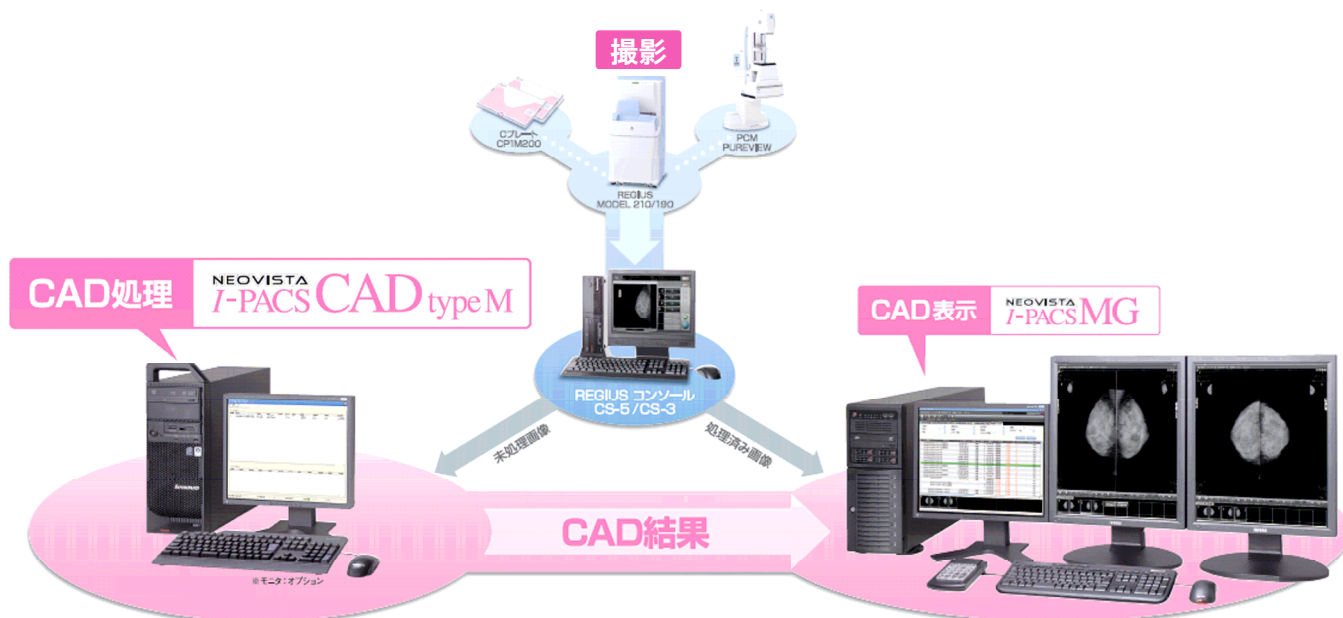 撮影
Cプレート
CP1M200
PCM
PUREVIEW
REGIUS
MODEL 210/190
CAD処理
NEOVISTA
I-PACS CAD typeM
CAD表示
NEOVISTA
I-PACS MG
REGIUS コンソール
CS-5/CS-3
未処理画像
処理済み画像
lenovo
CAD結果
※モニタ:オプション